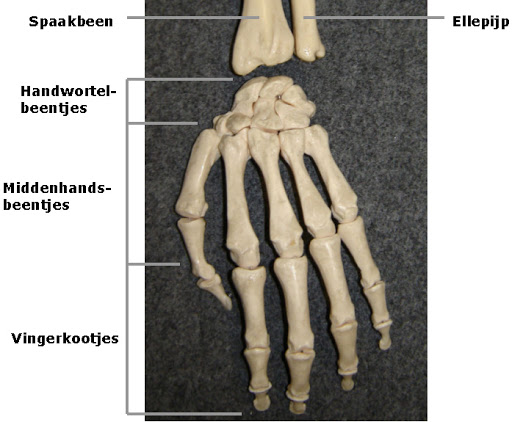 Spaakbeen
Ellepijp
Handwortel-
beentjes
Middenhands-
beentjes
Vingerkootjes